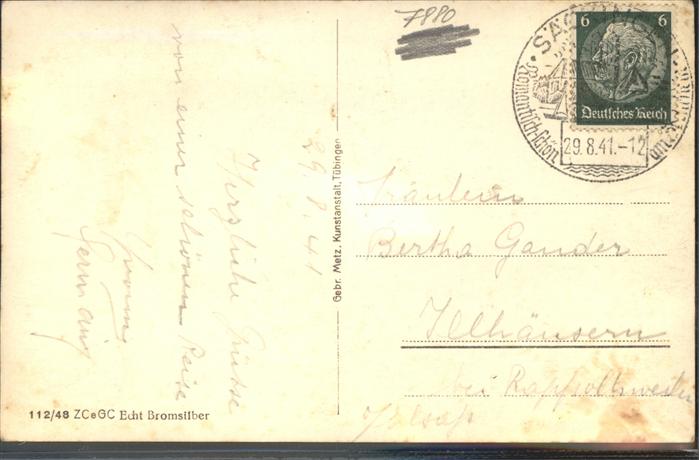 7880
SÄCKINGEN
Romantisch-schön
29.8.41.-12
6 6
Deutsches Reich
29. 8. 41
Herzliche Grüsse
von einer schönen Reise
Germaine
Gebr. Metz, Kunstanstalt, Tübingen
Fräulein
Bertha Gander
Illhäusern
bei Rappoltsweiler
Elsass
112/48 ZCeGC Echt Bromsilber